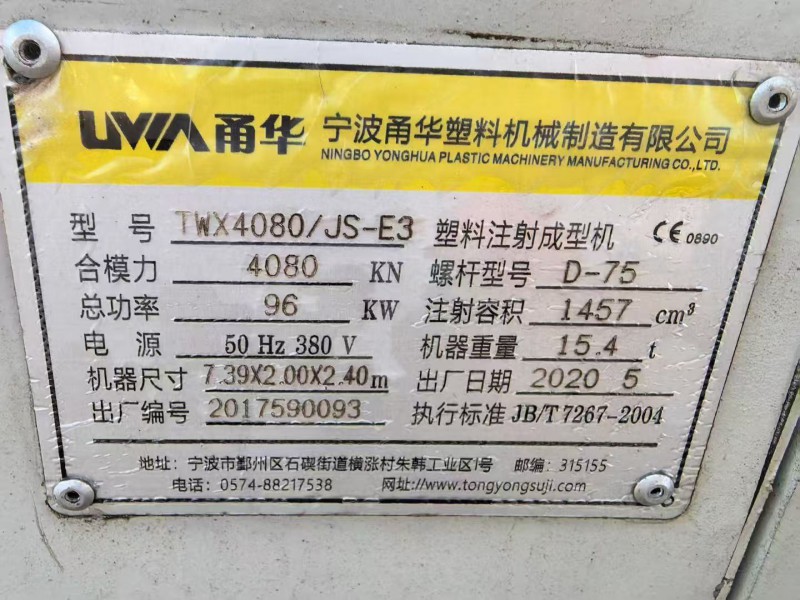 UWM 甬华 宁波甬华塑料机械制造有限公司
NINGBO YONGHUA PLASTIC MACHINERY MANUFACTURING CO.,LTD.
型号 TWX4080/JS-E3 塑料注射成型机 CE 0890
合模力 4080 KN 螺杆型号 D-75
总功率 96 KW 注射容积 1457 cm³
电源 50 Hz 380 V 机器重量 15.4 t
机器尺寸 7.39X2.00X2.40m 出厂日期 2020 5
出厂编号 2017590093 执行标准 JB/T 7267-2004
地址: 宁波市鄞州区石碶街道横涨村朱韩工业区1号 邮编: 315155
电话: 0574-88217538 网址://www.tongyongsuji.com